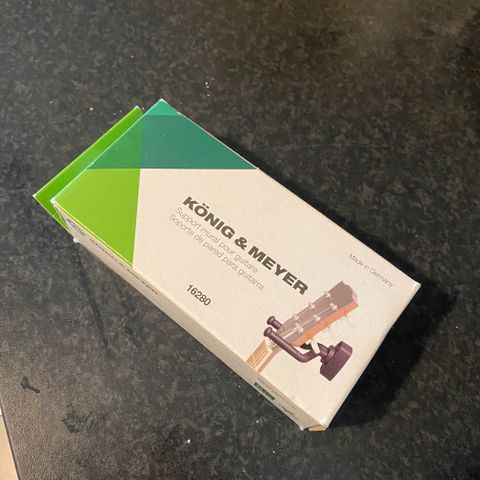 KÖNIG & MEYER
Support mural pour guitare
Soporte de pared para guitarra
16280
Made in Germany